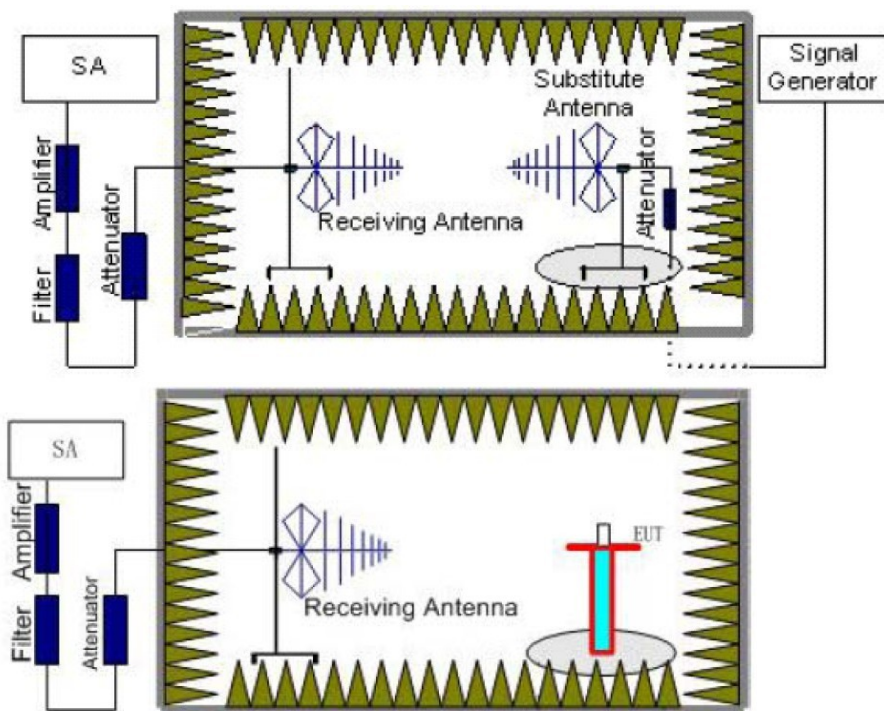 SA
Signal
Generator
Substitute
Antenna
Amplifier
Attenuator
Filter
Receiving Antenna
Attenuator
SA
Amplifier
Filter
Attenuator
Receiving Antenna
EUT